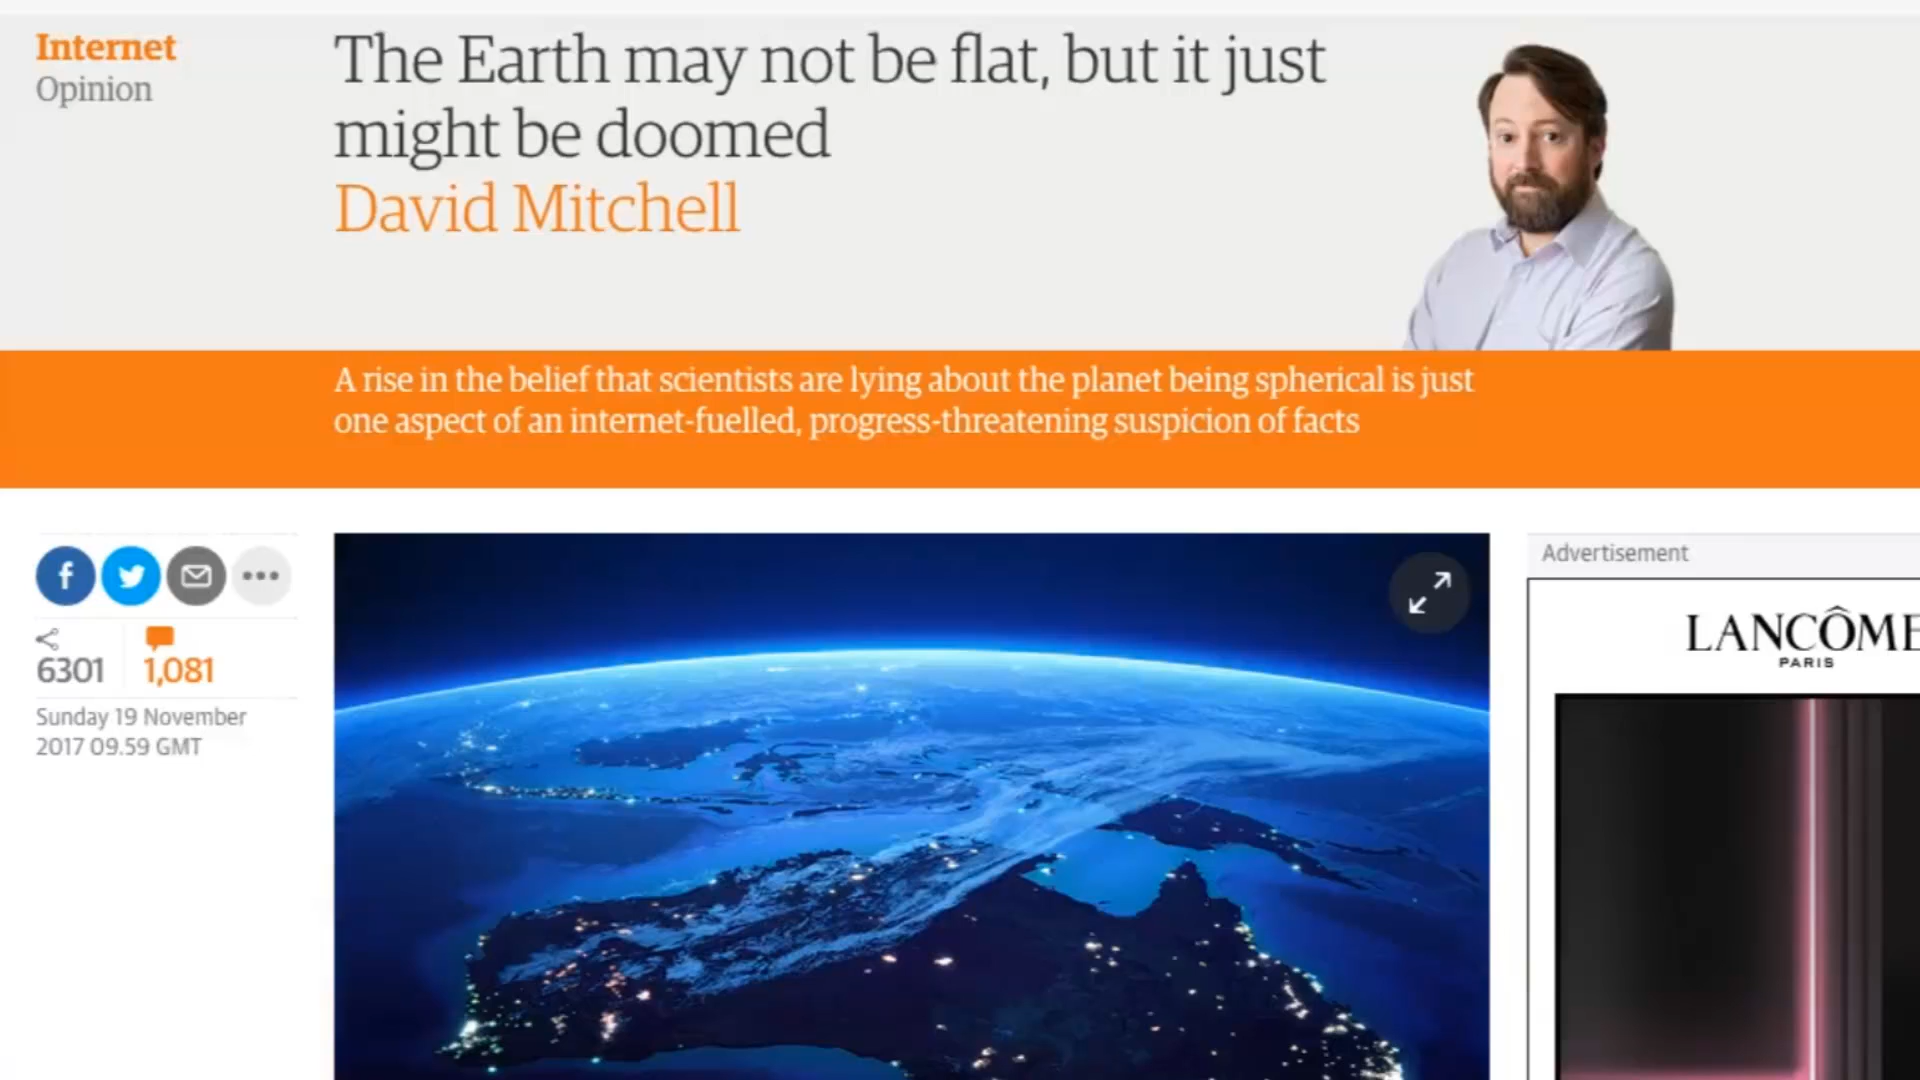 Internet
Opinion
The Earth may not be flat, but it just
might be doomed
David Mitchell
A rise in the belief that scientists are lying about the planet being spherical is just
one aspect of an internet-fuelled, progress-threatening suspicion of facts
6301
1,081
Sunday 19 November
2017 09.59 GMT
Advertisement
LANCÔME
PARIS